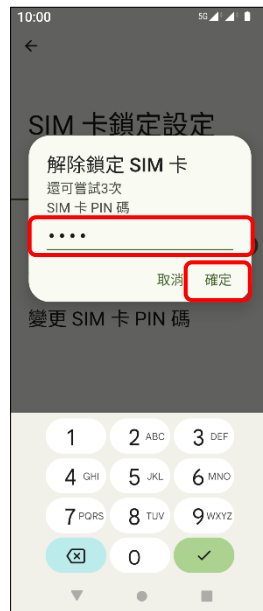 10:00
5G
SIM 卡鎖定設定
解除鎖定 SIM 卡
還可嘗試3次
SIM 卡 PIN 碼
••••
取消 確定
變更 SIM 卡 PIN 碼
1 2 ABC 3 DEF
4 GHI 5 JKL 6 MNO
7 PQRS 8 TUV 9 WXYZ
0